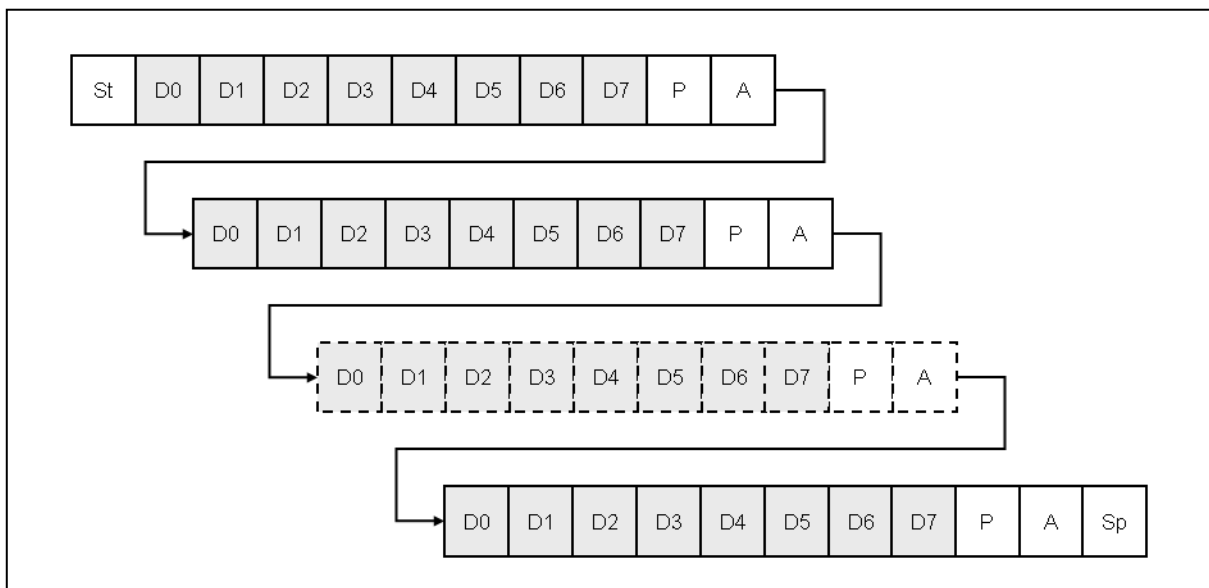 St D0 D1 D2 D3 D4 D5 D6 D7 P A
D0 D1 D2 D3 D4 D5 D6 D7 P A
D0 D1 D2 D3 D4 D5 D6 D7 P A
D0 D1 D2 D3 D4 D5 D6 D7 P A Sp